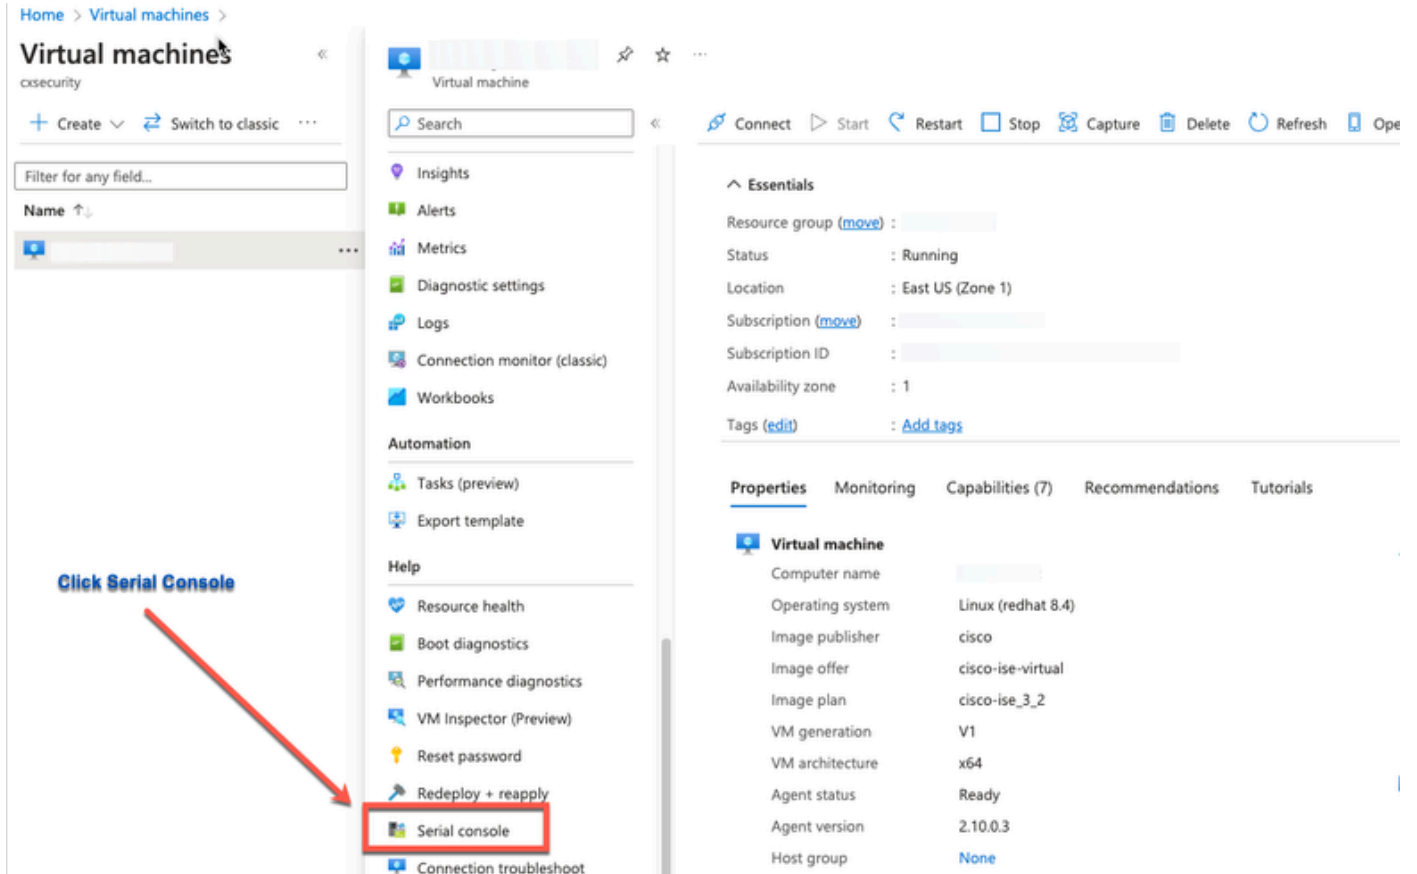 Home > Virtual machines >
Virtual machines
cxsecurity
Create
Switch to classic
Filter for any field...
Name
Virtual machine
Search
Insights
Alerts
Metrics
Diagnostic settings
Logs
Connection monitor (classic)
Workbooks
Automation
Tasks (preview)
Export template
Help
Resource health
Boot diagnostics
Performance diagnostics
VM Inspector (Preview)
Reset password
Redeploy + reapply
Serial console
Connection troubleshoot
Click Serial Console
Connect Start Restart Stop Capture Delete Refresh Ope
Essentials
Resource group (move) :
Status : Running
Location : East US (Zone 1)
Subscription (move) :
Subscription ID :
Availability zone : 1
Tags (edit) : Add tags
Properties Monitoring Capabilities (7) Recommendations Tutorials
Virtual machine
Computer name
Operating system Linux (redhat 8.4)
Image publisher cisco
Image offer cisco-ise-virtual
Image plan cisco-ise_3_2
VM generation V1
VM architecture x64
Agent status Ready
Agent version 2.10.0.3
Host group None